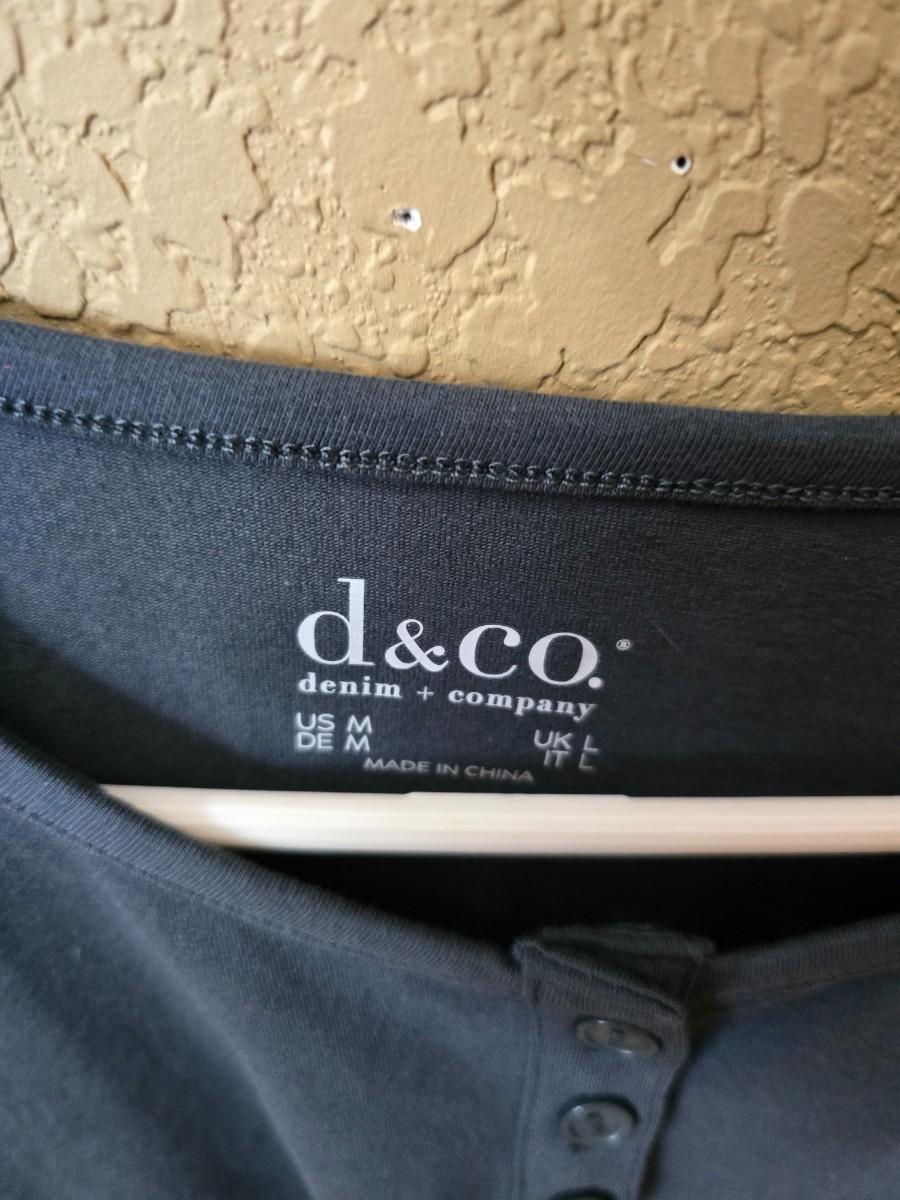 d&co.®
denim + company
US M UK L
DE M IT L
MADE IN CHINA